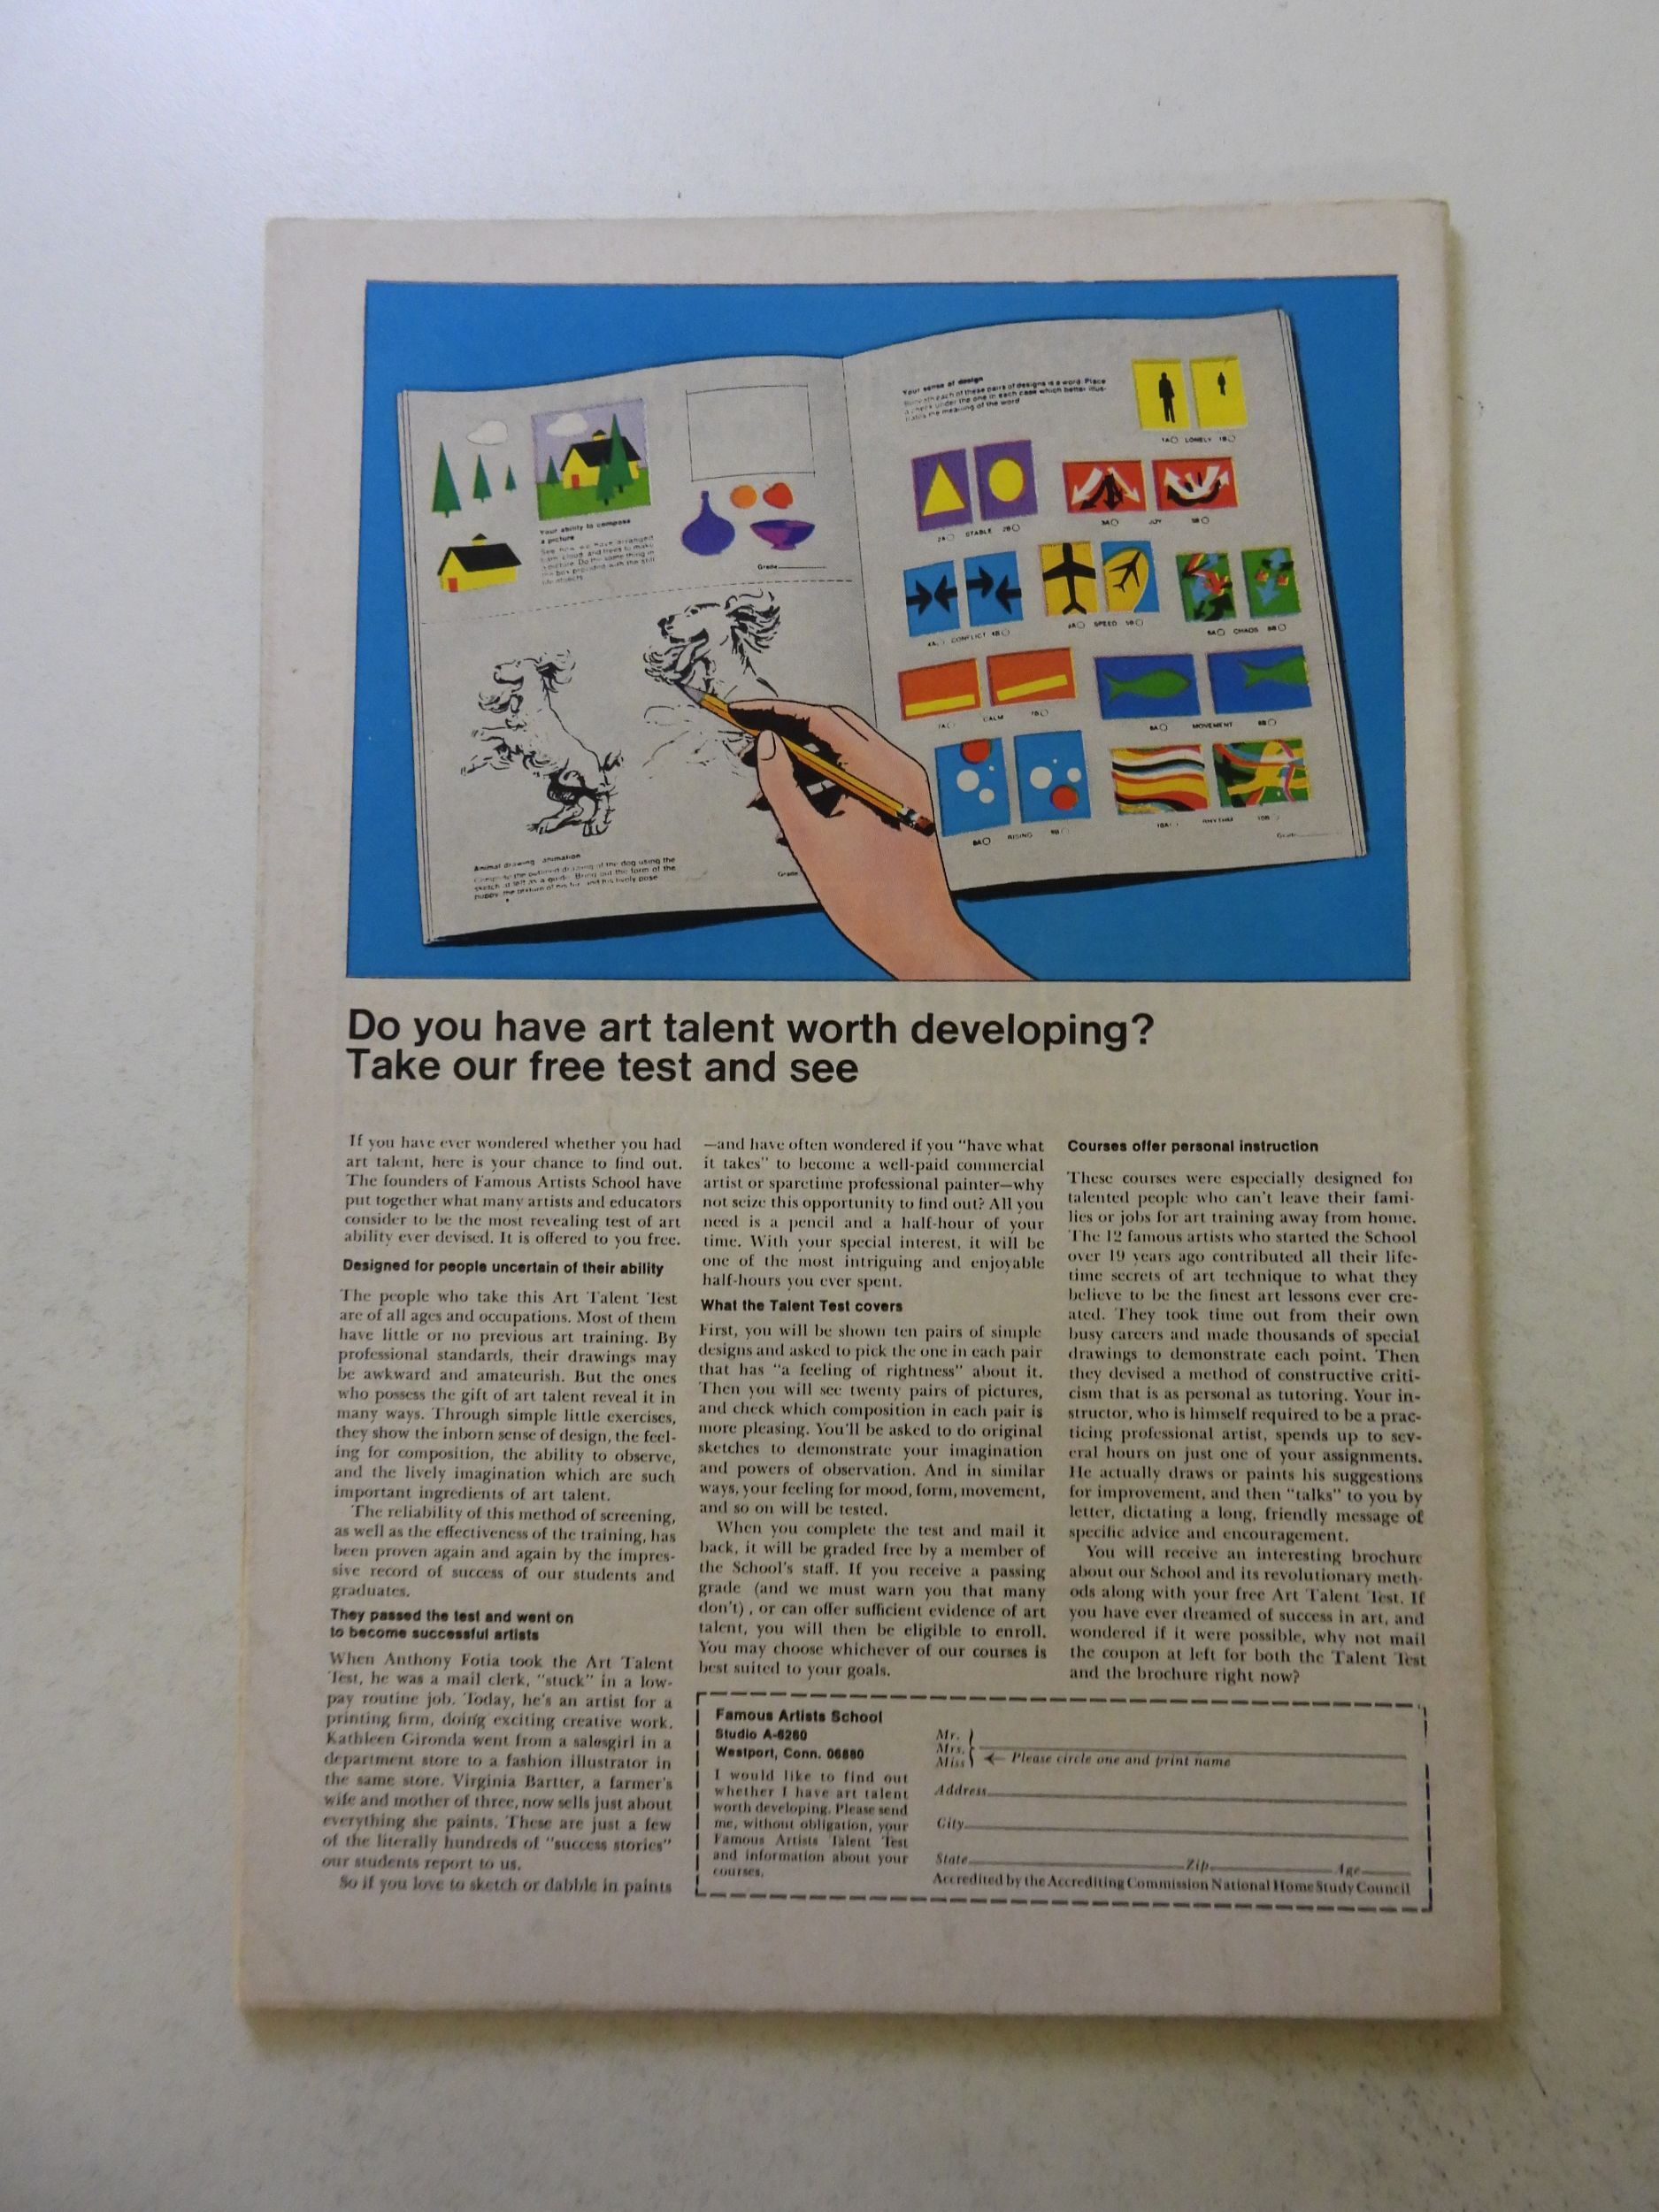 Your ability to compose
a picture
Grade
Animal drawing animation
Grade
Your sense of design
1A LONELY 1B
2A STABLE 2B
3A JOY 3B
4A CONFLICT 4B
SPEED 5B
6A CHAOS 6B
7A CALM 7B
8A MOVEMENT 8B
RISING 9B
10A RHYTHM 10B
Grade
Do you have art talent worth developing?
Take our free test and see
If you have ever wondered whether you had
art talent, here is your chance to find out.
The founders of Famous Artists School have
put together what many artists and educators
consider to be the most revealing test of art
ability ever devised. It is offered to you free.
Designed for people uncertain of their ability
The people who take this Art Talent Test
are of all ages and occupations. Most of them
have little or no previous art training. By
professional standards, their drawings may
be awkward and amateurish. But the ones
who possess the gift of art talent reveal it in
many ways. Through simple little exercises,
they show the inborn sense of design, the feel-
ing for composition, the ability to observe,
and the lively imagination which are such
important ingredients of art talent.
The reliability of this method of screening,
as well as the effectiveness of the training, has
been proven again and again by the impres-
sive record of success of our students and
graduates.
They passed the test and went on
to become successful artists
When Anthony Fotia took the Art Talent
Test, he was a mail clerk, "stuck" in a low-
pay routine job. Today, he's an artist for a
printing firm, doing exciting creative work.
Kathleen Gironda went from a salesgirl in a
department store to a fashion illustrator in
the same store. Virginia Bartter, a farmer's
wife and mother of three, now sells just about
everything she paints. These are just a few
of the literally hundreds of "success stories"
our students report to us.
So if you love to sketch or dabble in paints
—and have often wondered if you "have what
it takes" to become a well-paid commercial
artist or sparetime professional painter—why
not seize this opportunity to find out? All you
need is a pencil and a half-hour of your
time. With your special interest, it will be
one of the most intriguing and enjoyable
half-hours you ever spent.
What the Talent Test covers
First, you will be shown ten pairs of simple
designs and asked to pick the one in each pair
that has "a feeling of rightness" about it.
Then you will see twenty pairs of pictures,
and check which composition in each pair is
more pleasing. You'll be asked to do original
sketches to demonstrate your imagination
and powers of observation. And in similar
ways, your feeling for mood, form, movement,
and so on will be tested.
When you complete the test and mail it
back, it will be graded free by a member of
the School's staff. If you receive a passing
grade (and we must warn you that many
don't), or can offer sufficient evidence of art
talent, you will then be eligible to enroll.
You may choose whichever of our courses is
best suited to your goals.
Courses offer personal instruction
These courses were especially designed for
talented people who can't leave their fami-
lies or jobs for art training away from home.
The 12 famous artists who started the School
over 19 years ago contributed all their life-
time secrets of art technique to what they
believe to be the finest art lessons ever cre-
ated. They took time out from their own
busy careers and made thousands of special
drawings to demonstrate each point. Then
they devised a method of constructive criti-
cism that is as personal as tutoring. Your in-
structor, who is himself required to be a prac-
ticing professional artist, spends up to sev-
eral hours on just one of your assignments.
He actually draws or paints his suggestions
for improvement, and then "talks" to you by
letter, dictating a long, friendly message of
specific advice and encouragement.
You will receive an interesting brochure
about our School and its revolutionary meth-
ods along with your free Art Talent Test. If
you have ever dreamed of success in art, and
wondered if it were possible, why not mail
the coupon at left for both the Talent Test
and the brochure right now?
Famous Artists School
Studio A-6260
Westport, Conn. 06880
I would like to find out
whether I have art talent
worth developing. Please send
me, without obligation, your
Famous Artists Talent Test
and information about your
courses.
Mr.
Mrs.
Miss Please circle one and print name
Address
City
State Zip Age
Accredited by the Accrediting Commission National Home Study Council